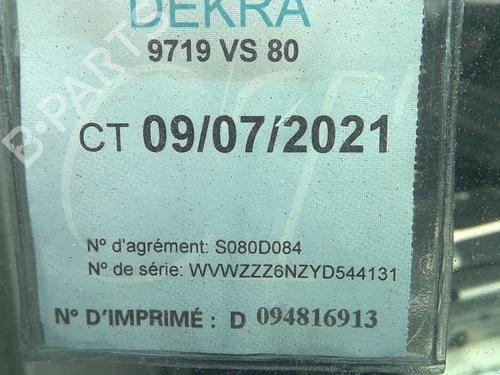 DEKRA
9719 VS 80
CT 09/07/2021
N° d'agrément: S080D084
N° de série: WVWZZZ6NZYD544131
N° D'IMPRIMÉ : D 094816913
B-PARTS